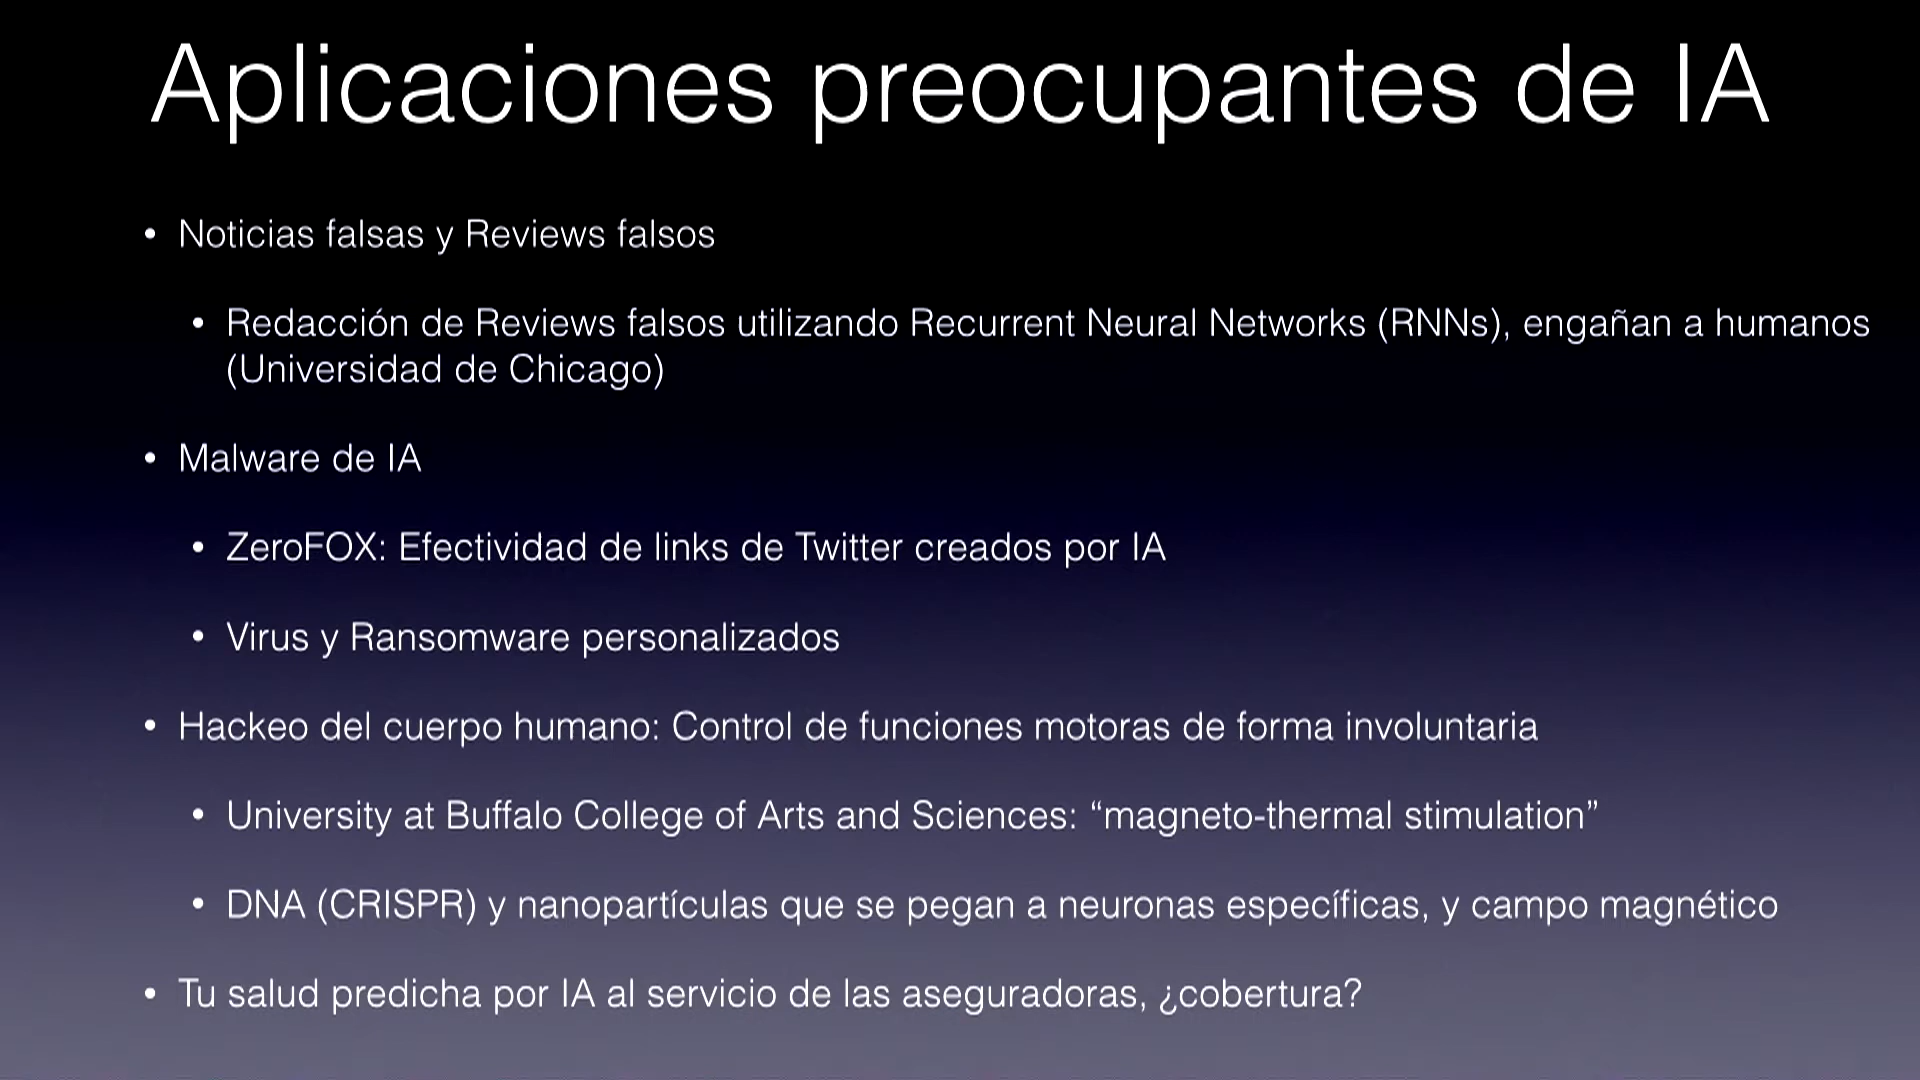 Aplicaciones preocupantes de IA
• Noticias falsas y Reviews falsos
• Redacción de Reviews falsos utilizando Recurrent Neural Networks (RNNs), engañan a humanos
(Universidad de Chicago)
• Malware de IA
• ZeroFOX: Efectividad de links de Twitter creados por IA
• Virus y Ransomware personalizados
• Hackeo del cuerpo humano: Control de funciones motoras de forma involuntaria
• University at Buffalo College of Arts and Sciences: “magneto-thermal stimulation”
• DNA (CRISPR) y nanopartículas que se pegan a neuronas específicas, y campo magnético
• Tu salud predicha por IA al servicio de las aseguradoras, ¿cobertura?